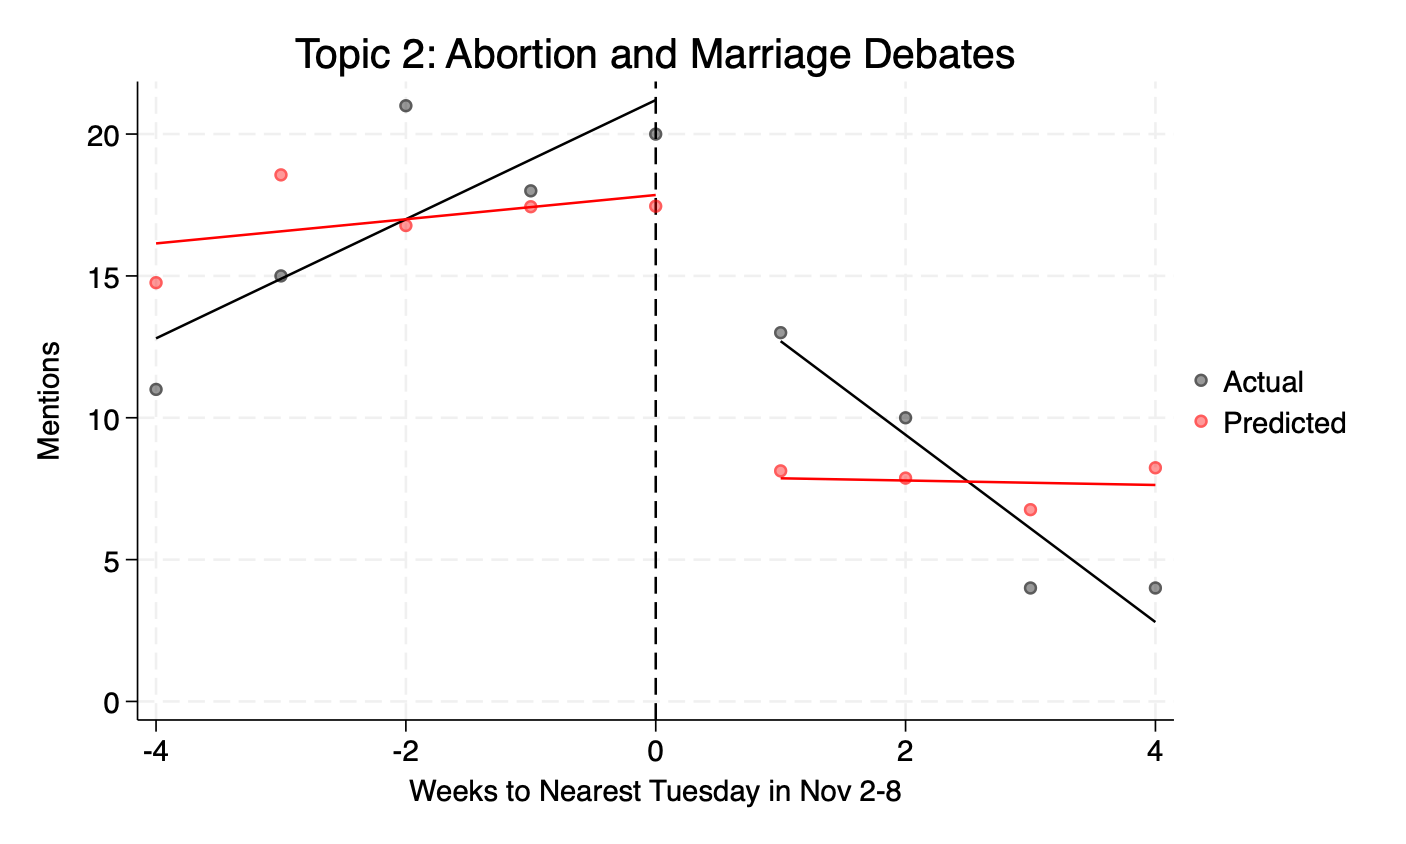 Topic 2: Abortion and Marriage Debates
20
15
10
5
0
Mentions
-4
-2
0
2
4
Weeks to Nearest Tuesday in Nov 2-8
Actual
Predicted